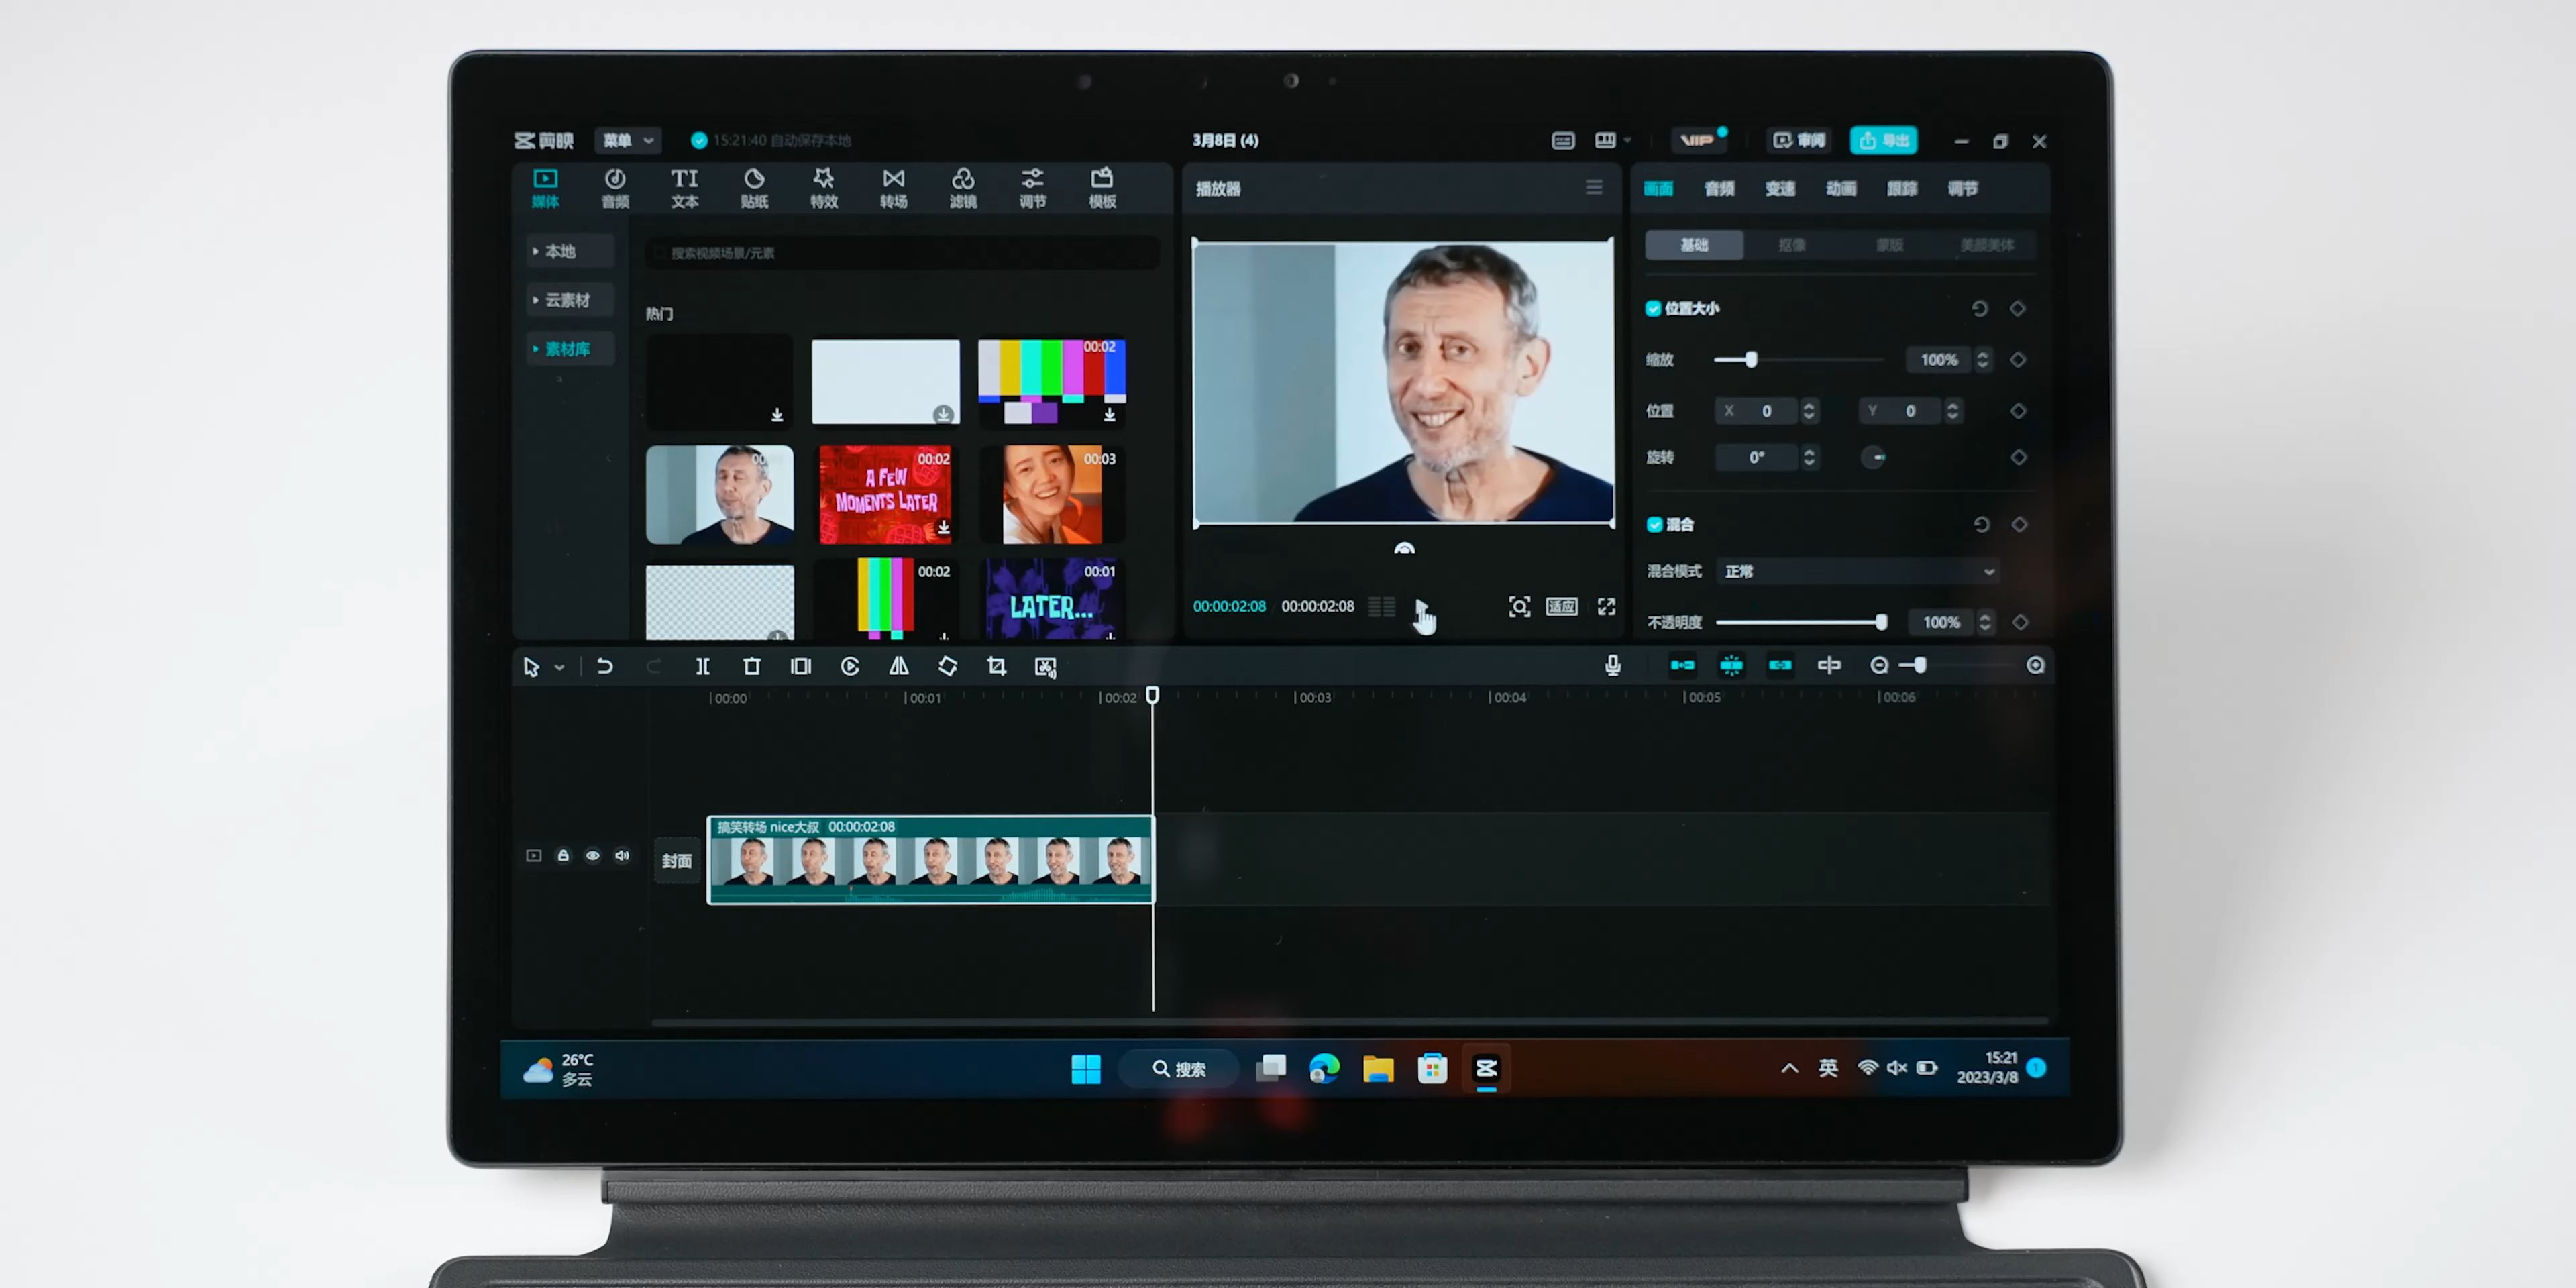 剪映 菜单 15:21:40 自动保存本地 3月8日 (4) VIP 审阅 导出
媒体 音频 TI 文本 贴纸 特效 转场 滤镜 调节 模板
本地
云素材
素材库
搜索视频场景/元素
热门
00:02
00:02
A FEW
MOMENTS LATER
00:03
00:02
00:01
LATER...
播放器
00:00:02:08 00:00:02:08 适应
画面 音频 变速 动画 跟踪 调节
基础 抠像 蒙版 美颜美体
位置大小
缩放 100%
位置 X 0 Y 0
旋转 0°
混合
混合模式 正常
不透明度 100%
00:00 00:01 00:02 00:03 00:04 00:05 00:06
封面
搞笑转场 nice大叔 00:00:02:08
26°C
多云
搜索
英
15:21
2023/3/8
1